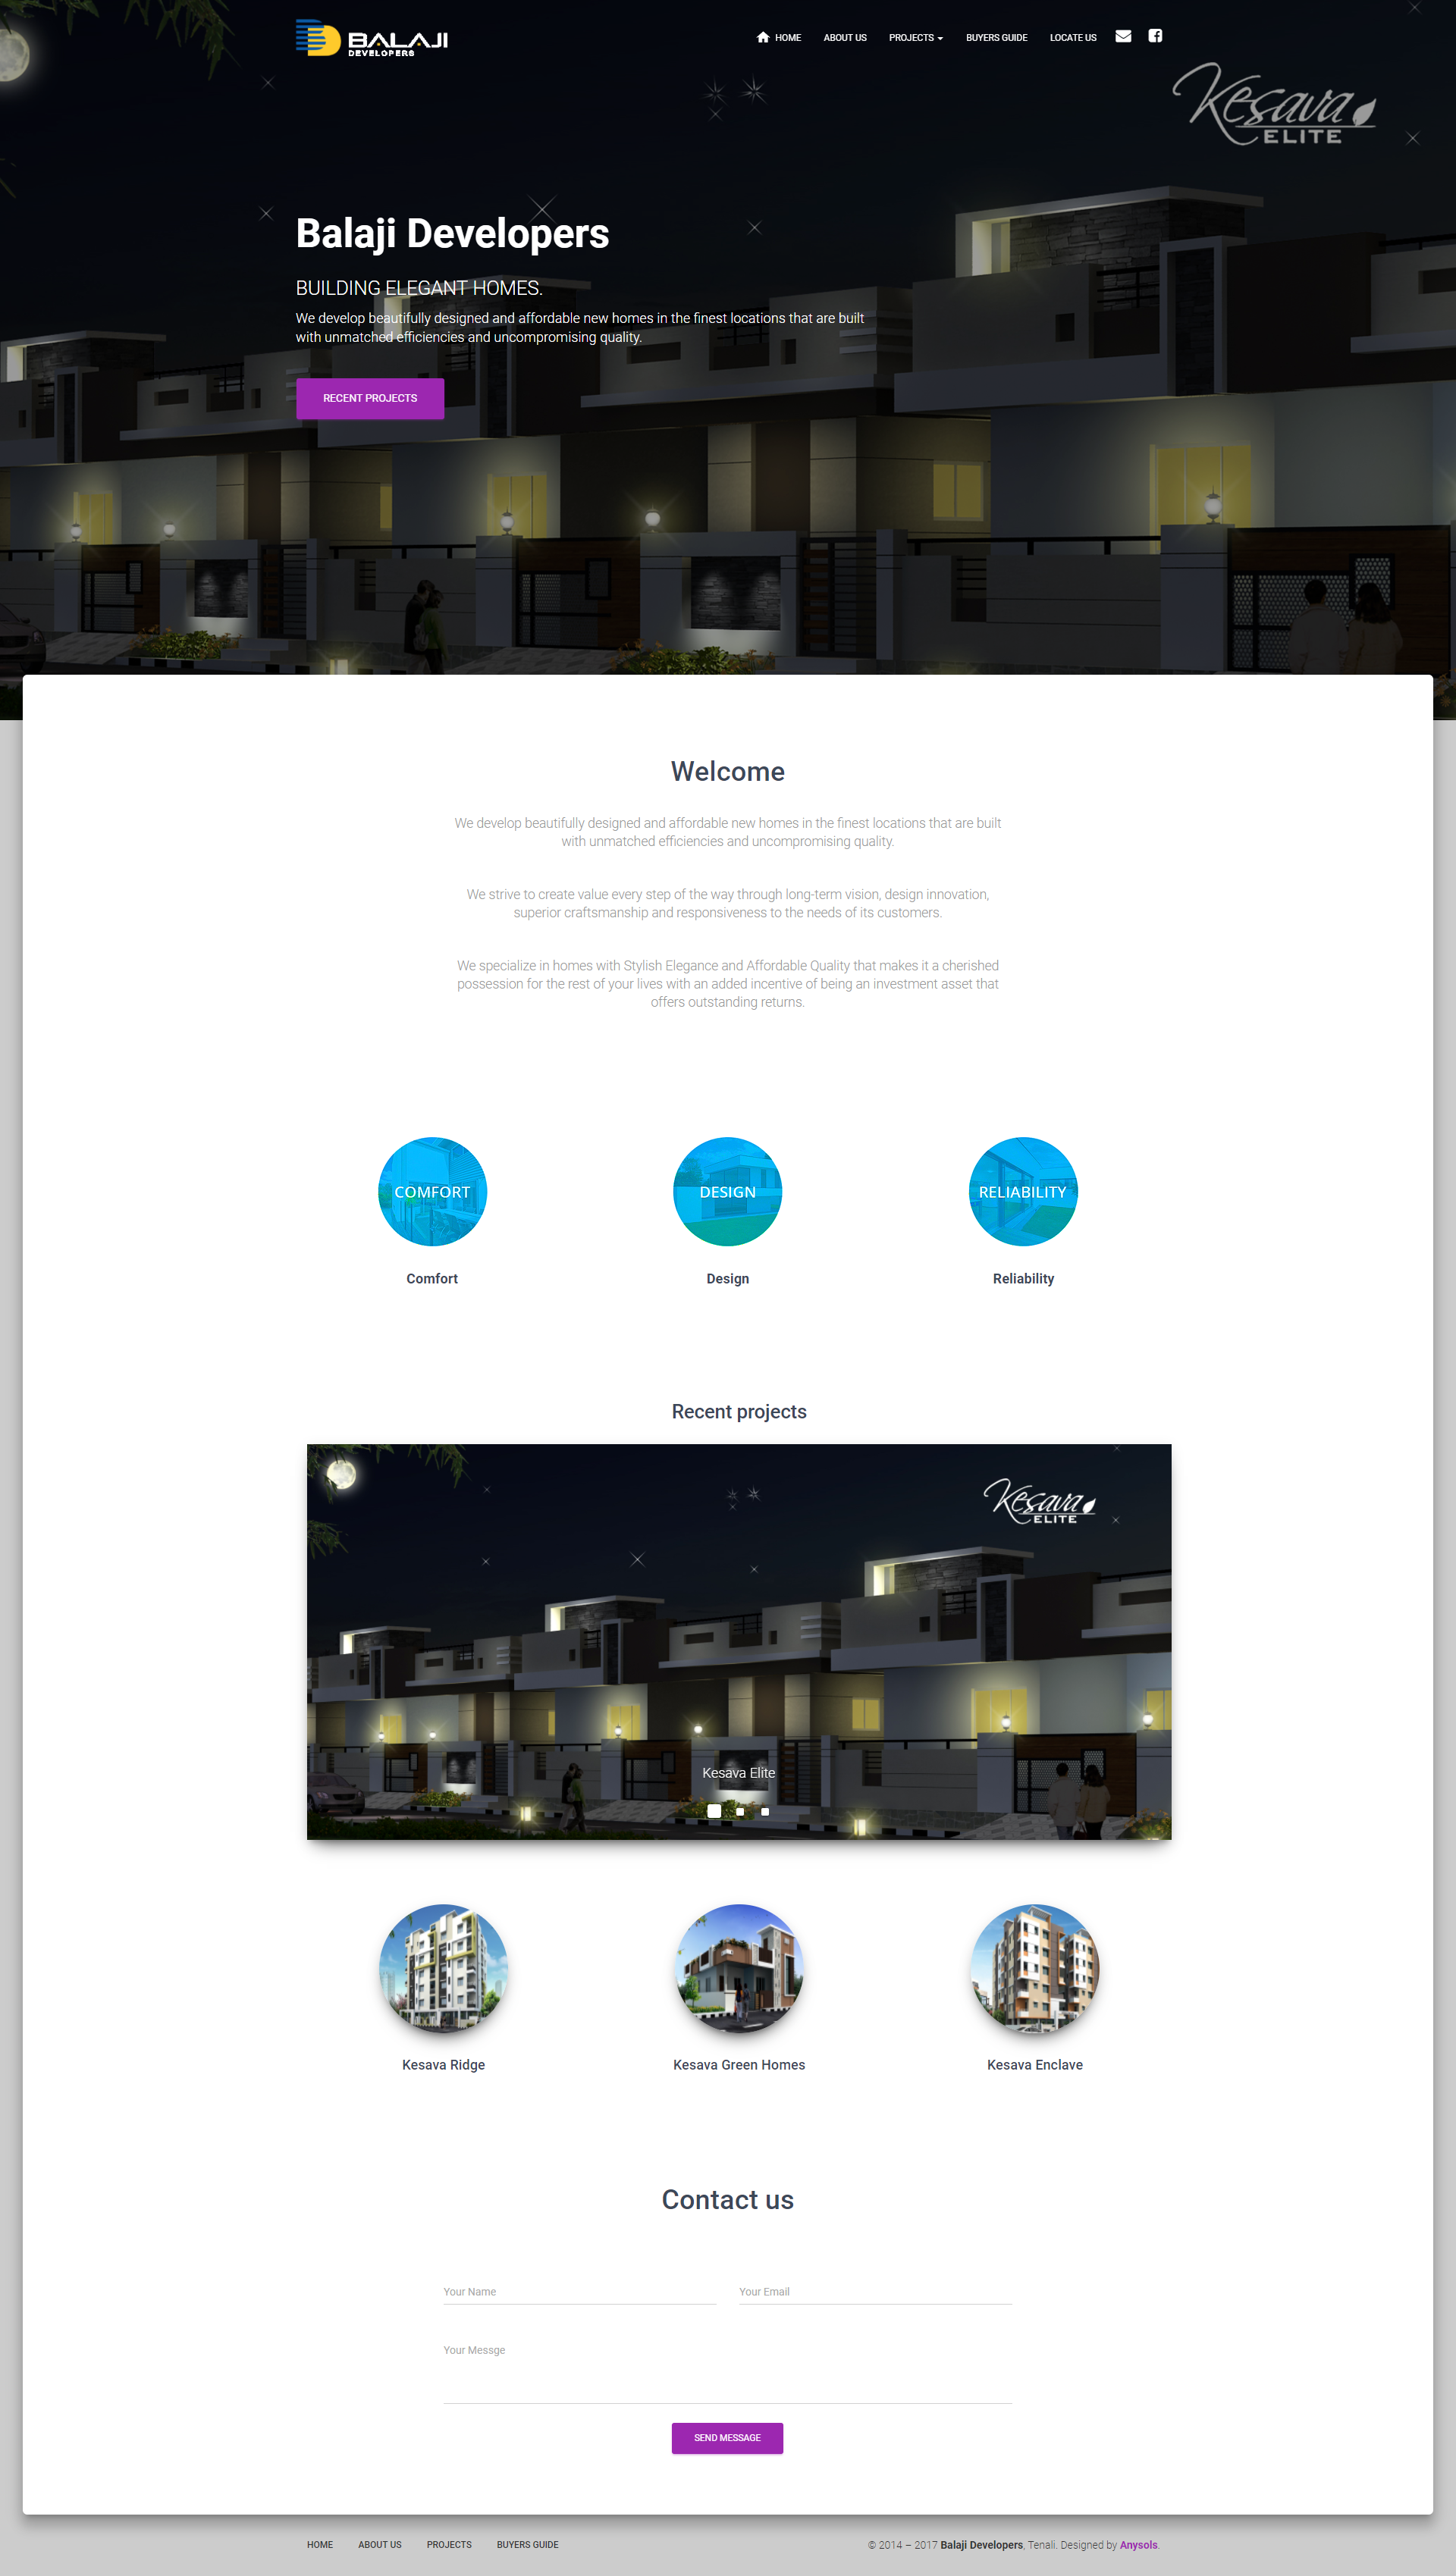 BALAJI
DEVELOPERS
HOME ABOUT US PROJECTS BUYERS GUIDE LOCATE US
Kesava
ELITE
Balaji Developers
BUILDING ELEGANT HOMES.
We develop beautifully designed and affordable new homes in the finest locations that are built
with unmatched efficiencies and uncompromising quality.
RECENT PROJECTS
Welcome
We develop beautifully designed and affordable new homes in the finest locations that are built
with unmatched efficiencies and uncompromising quality.
We strive to create value every step of the way through long-term vision, design innovation,
superior craftsmanship and responsiveness to the needs of its customers.
We specialize in homes with Stylish Elegance and Affordable Quality that makes it a cherished
possession for the rest of your lives with an added incentive of being an investment asset that
offers outstanding returns.
COMFORT DESIGN RELIABILITY
Comfort Design Reliability
Recent projects
Kesava
ELITE
Kesava Elite
Kesava Ridge Kesava Green Homes Kesava Enclave
Contact us
Your Name Your Email
Your Messge
SEND MESSAGE
HOME ABOUT US PROJECTS BUYERS GUIDE © 2014 – 2017 Balaji Developers, Tenali. Designed by Anysols.